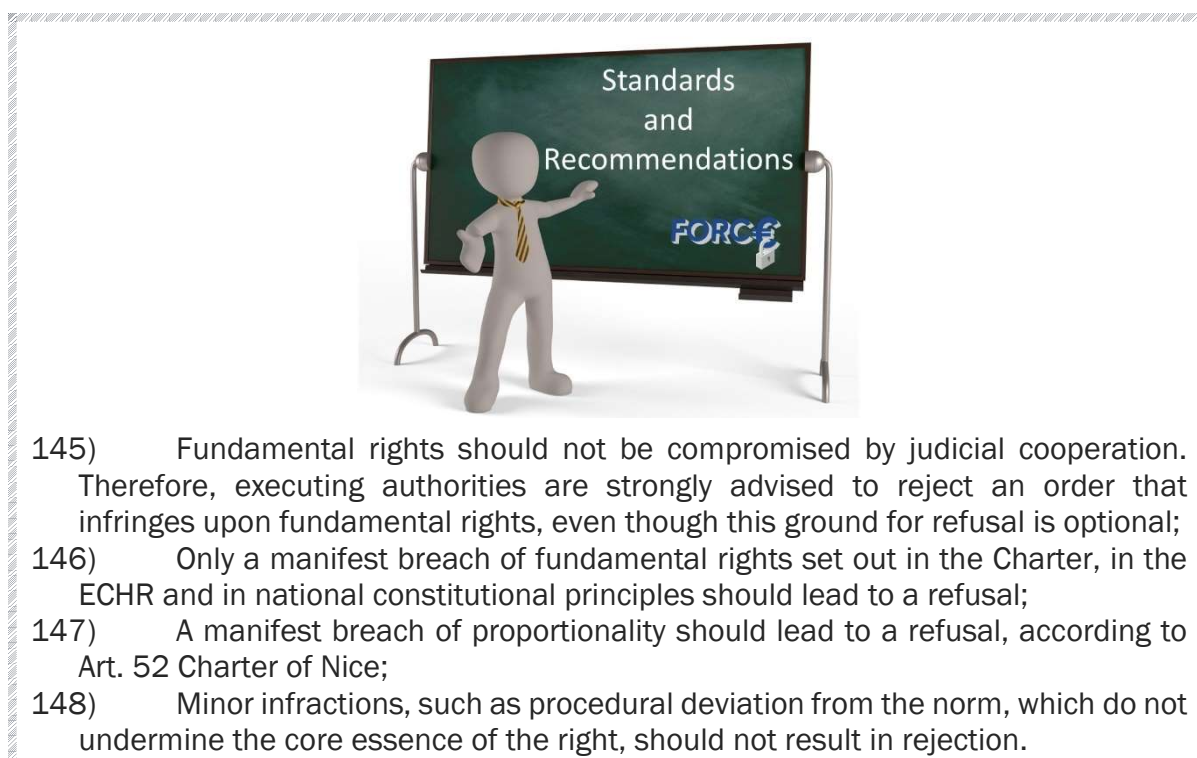 Standards
and
Recommendations
FORC€
145) Fundamental rights should not be compromised by judicial cooperation.
Therefore, executing authorities are strongly advised to reject an order that
infringes upon fundamental rights, even though this ground for refusal is optional;
146) Only a manifest breach of fundamental rights set out in the Charter, in the
ECHR and in national constitutional principles should lead to a refusal;
147) A manifest breach of proportionality should lead to a refusal, according to
Art. 52 Charter of Nice;
148) Minor infractions, such as procedural deviation from the norm, which do not
undermine the core essence of the right, should not result in rejection.